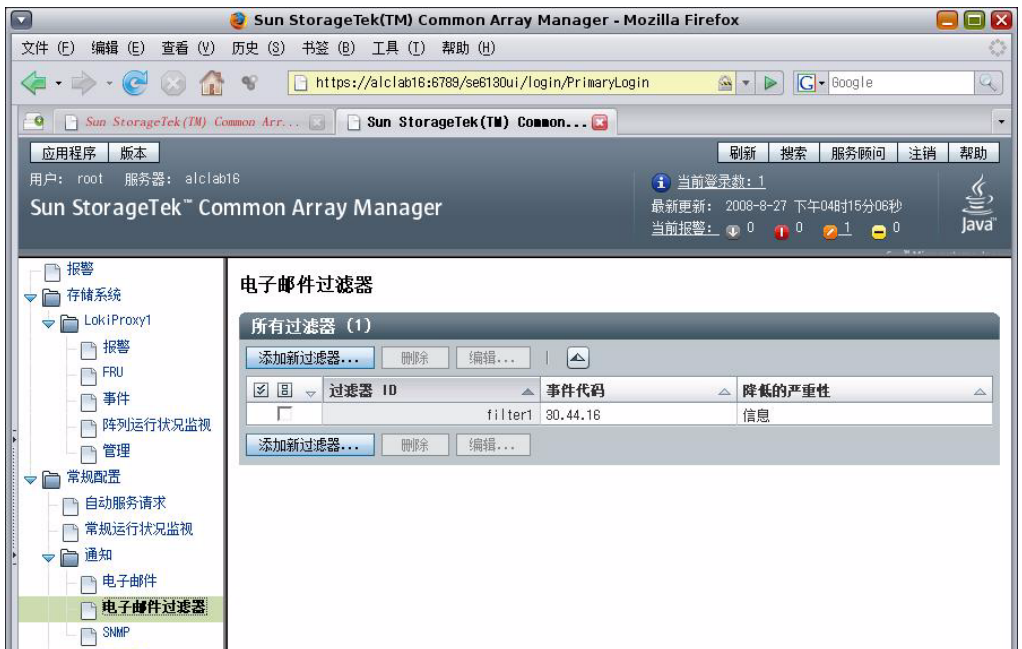 Sun StorageTek(TM) Common Array Manager - Mozilla Firefox
文件 (F) 编辑 (E) 查看 (V) 历史 (S) 书签 (B) 工具 (T) 帮助 (H)
https://alclab16:6789/se6130ui/login/PrimaryLogin G Google
Sun StorageTek(TM) Common Arr... Sun StorageTek(TM) Common...
应用程序 版本 刷新 搜索 服务顾问 注销 帮助
用户: root 服务器: alclab16 当前登录数: 1
Sun StorageTek™ Common Array Manager 最新更新: 2008-8-27 下午04时15分06秒
当前报警: 0 0 1 0 Java™
报警
存储系统
LokiProxy1
报警
FRU
事件
阵列运行状况监视
管理
常规配置
自动服务请求
常规运行状况监视
通知
电子邮件
电子邮件过滤器
SNMP
电子邮件过滤器
所有过滤器 (1)
添加新过滤器... 删除 编辑...
过滤器 ID 事件代码 降低的严重性
filter1 30.44.16 信息
添加新过滤器... 删除 编辑...